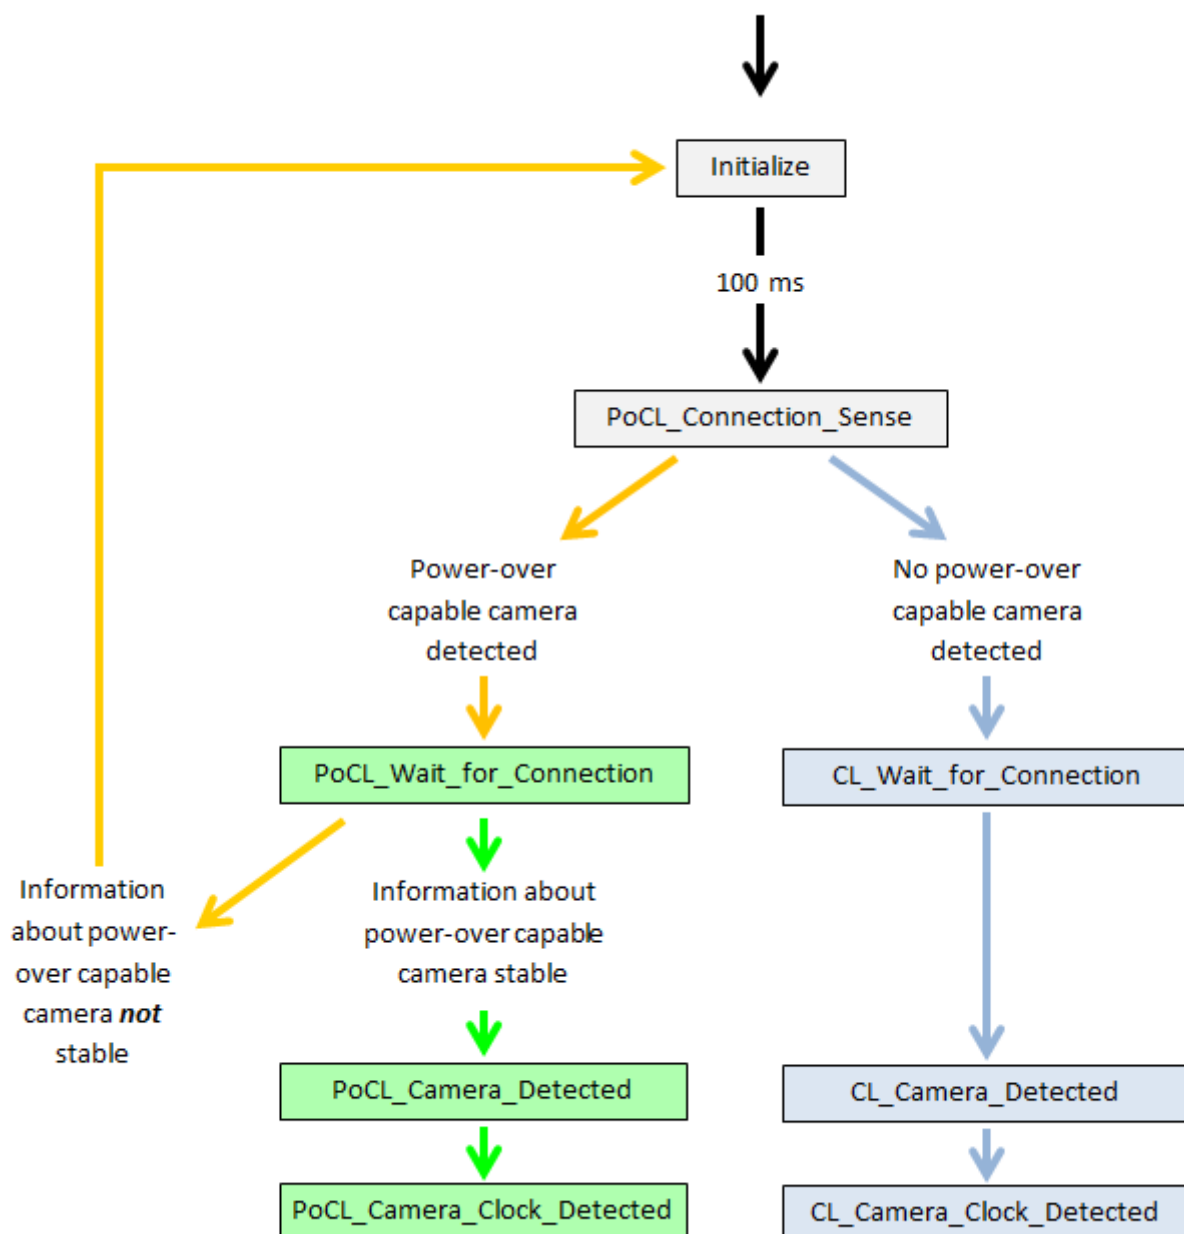 Initialize
100 ms
PoCL_Connection_Sense
Power-over
capable camera
detected
No power-over
capable camera
detected
PoCL_Wait_for_Connection
CL_Wait_for_Connection
Information
about power-
over capable
camera not
stable
Information about
power-over capable
camera stable
PoCL_Camera_Detected
CL_Camera_Detected
PoCL_Camera_Clock_Detected
CL_Camera_Clock_Detected